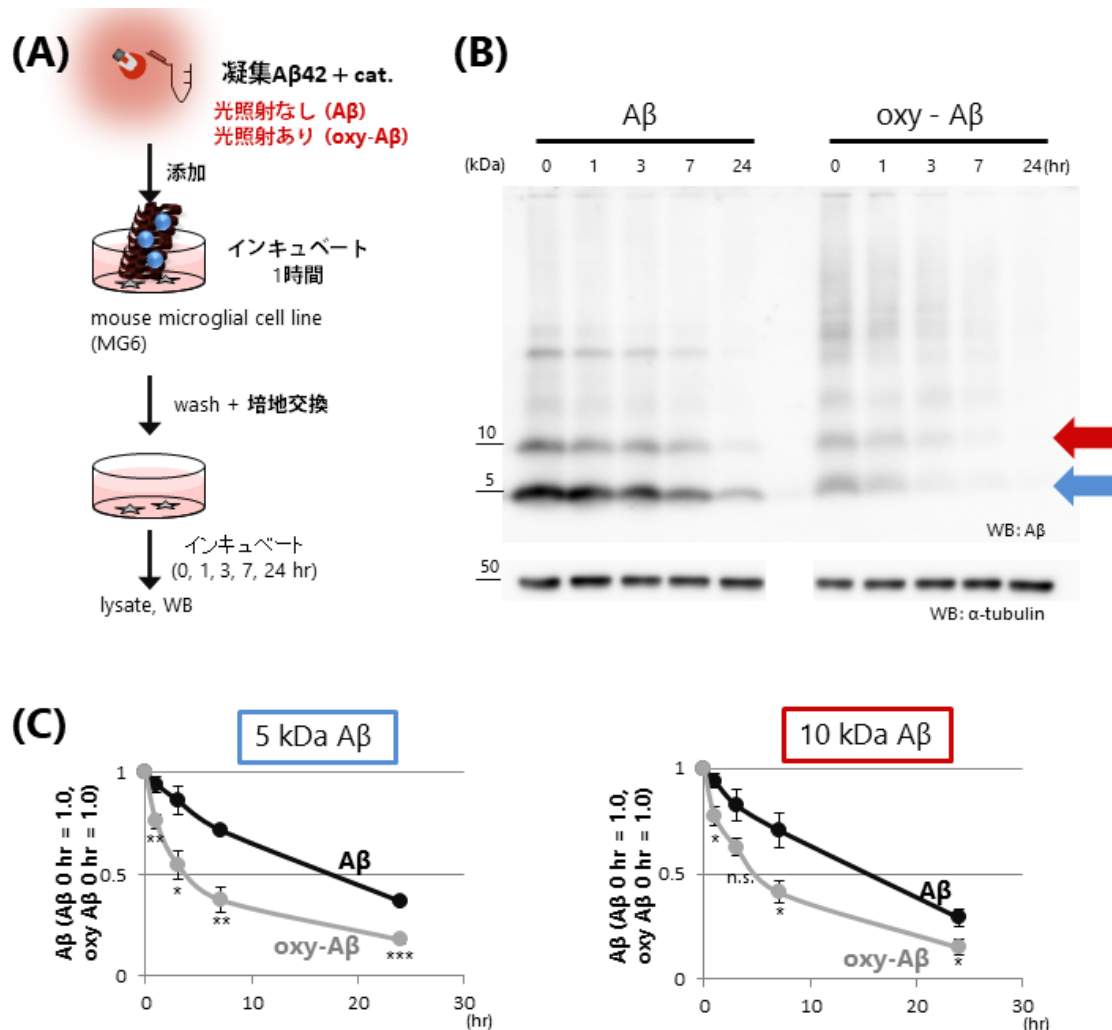 (A)
凝集Aβ42 + cat.
光照射なし (Aβ)
光照射あり (oxy-Aβ)
添加
インキュベート
1時間
mouse microglial cell line
(MG6)
wash + 培地交換
インキュベート
(0, 1, 3, 7, 24 hr)
lysate, WB
(B)
Aβ
oxy - Aβ
(kDa) 0 1 3 7 24 0 1 3 7 24(hr)
10
5
WB: Aβ
50
WB: α-tubulin
(C)
5 kDa Aβ
Aβ (Aβ 0 hr = 1.0,
oxy Aβ 0 hr = 1.0)
1
0.5
0
**
*
**
***
Aβ
oxy-Aβ
0 10 20 30
(hr)
10 kDa Aβ
Aβ (Aβ 0 hr = 1.0,
oxy Aβ 0 hr = 1.0)
1
0.5
0
*
n.s.
*
*
Aβ
oxy-Aβ
0 10 20 30
(hr)